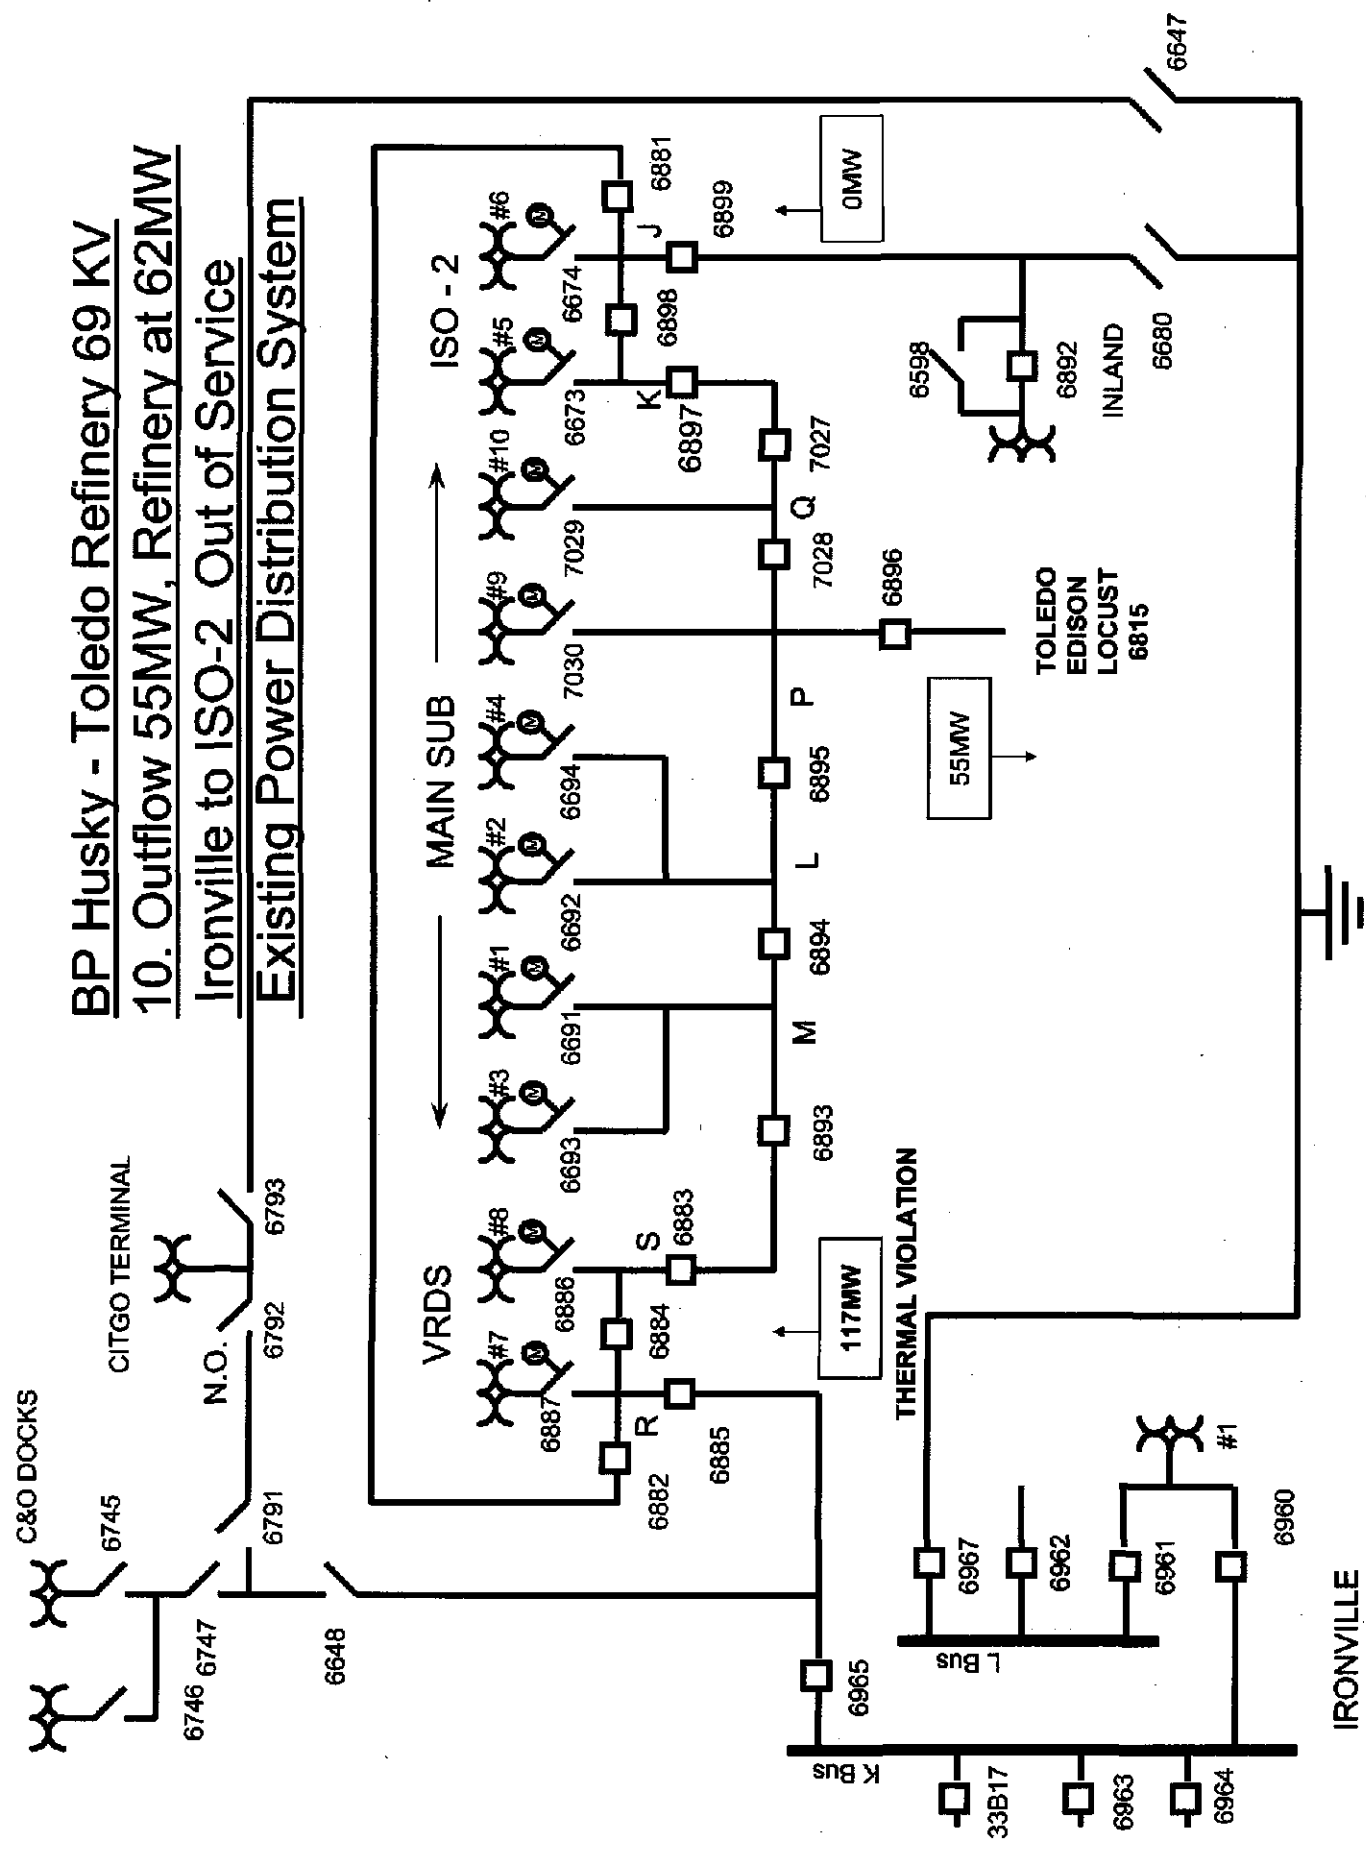 BP Husky - Toledo Refinery 69 KV
10. Outflow 55MW, Refinery at 62MW
Ironville to ISO-2 Out of Service
Existing Power Distribution System
C&O DOCKS
6745
6746
6747
6648
6791
CITGO TERMINAL
N.O.
6792
6793
VRDS
MAIN SUB
ISO - 2
#7
#8
#3
#1
#2
#4
#9
#10
#5
#6
M
M
M
M
M
M
M
M
M
M
6887
6886
6693
6691
6692
6694
7030
7029
6673
6674
6882
R
6884
S
6883
6885
6898
J
6881
K
6897
6899
6893
M
6894
L
6895
P
7028
Q
7027
117MW
THERMAL VIOLATION
55MW
0MW
6896
TOLEDO
EDISON
LOCUST
6815
6598
6892
INLAND
6680
6647
6965
K Bus
33B17
6963
6964
L Bus
6967
6962
6961
6960
#1
IRONVILLE